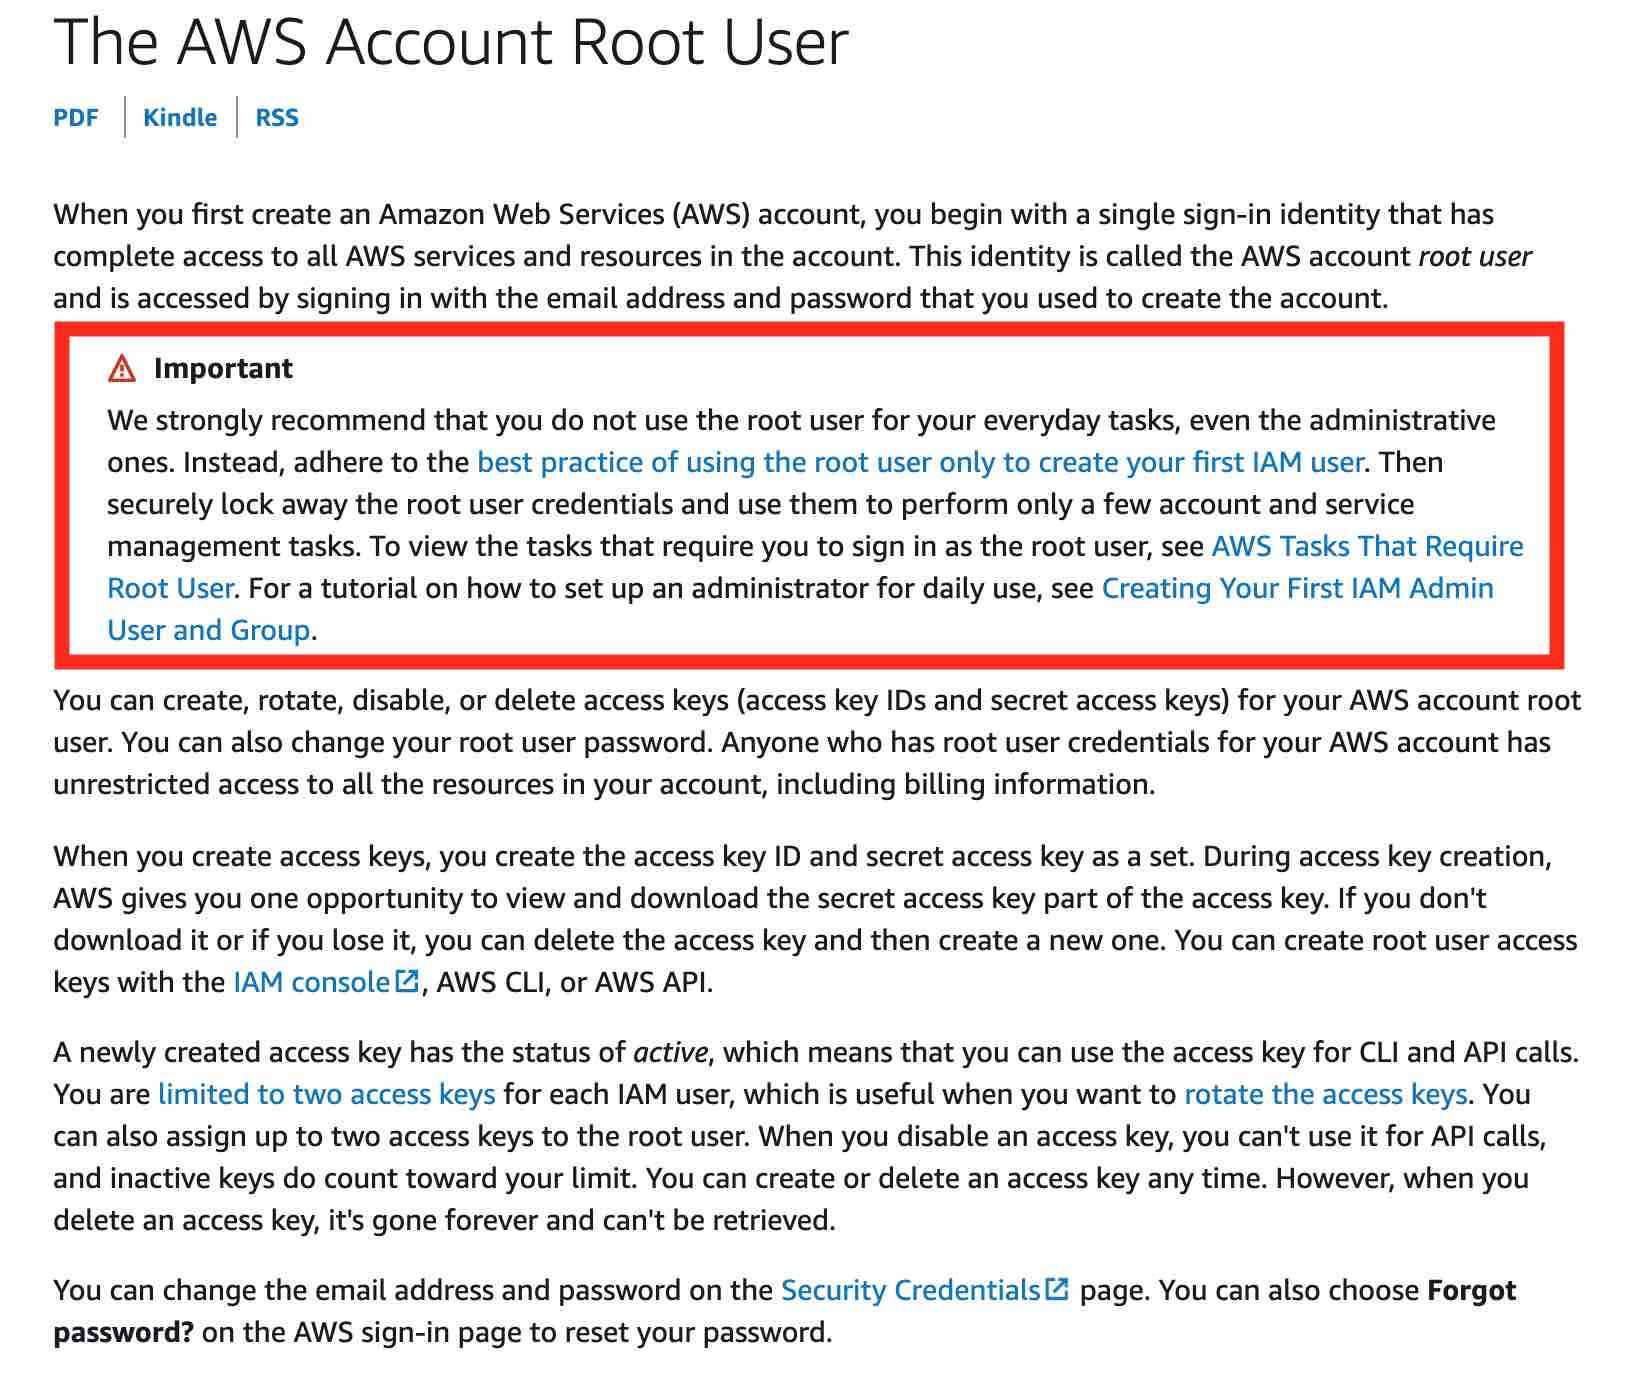 The AWS Account Root User
PDF
Kindle
RSS
When you first create an Amazon Web Services (AWS) account, you begin with a single sign-in identity that has
complete access to all AWS services and resources in the account. This identity is called the AWS account root user
and is accessed by signing in with the email address and password that you used to create the account.
Important
We strongly recommend that you do not use the root user for your everyday tasks, even the administrative
ones. Instead, adhere to the best practice of using the root user only to create your first IAM user. Then
securely lock away the root user credentials and use them to perform only a few account and service
management tasks. To view the tasks that require you to sign in as the root user, see AWS Tasks That Require
Root User. For a tutorial on how to set up an administrator for daily use, see Creating Your First IAM Admin
User and Group.
You can create, rotate, disable, or delete access keys (access key IDs and secret access keys) for your AWS account root
user. You can also change your root user password. Anyone who has root user credentials for your AWS account has
unrestricted access to all the resources in your account, including billing information.
When you create access keys, you create the access key ID and secret access key as a set. During access key creation,
AWS gives you one opportunity to view and download the secret access key part of the access key. If you don't
download it or if you lose it, you can delete the access key and then create a new one. You can create root user access
keys with the IAM console, AWS CLI, or AWS API.
A newly created access key has the status of active, which means that you can use the access key for CLI and API calls.
You are limited to two access keys for each IAM user, which is useful when you want to rotate the access keys. You
can also assign up to two access keys to the root user. When you disable an access key, you can't use it for API calls,
and inactive keys do count toward your limit. You can create or delete an access key any time. However, when you
delete an access key, it's gone forever and can't be retrieved.
You can change the email address and password on the Security Credentials page. You can also choose Forgot
password? on the AWS sign-in page to reset your password.